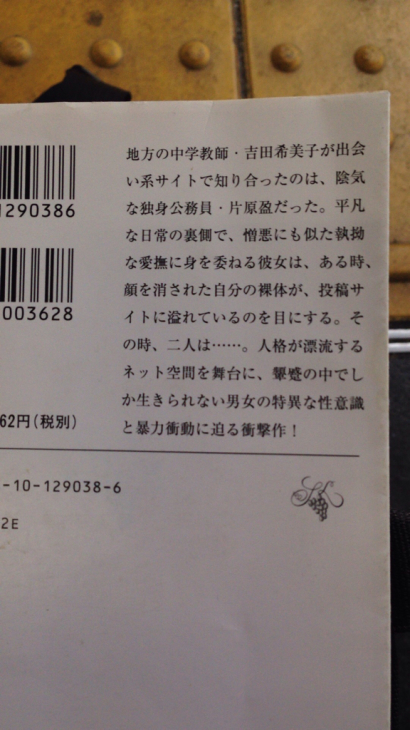 1290386
003628
62円(税別)
-10-129038-6
2E
地方の中学教師・吉田希美子が出会
い系サイトで知り合ったのは、陰気
な独身公務員・片原盈だった。平凡
な日常の裏側で、憎悪にも似た執拗
な愛撫に身を委ねる彼女は、ある時、
顔を消された自分の裸体が、投稿サ
イトに溢れているのを目にする。そ
の時、二人は……。人格が漂流する
ネット空間を舞台に、顰蹙の中でし
か生きられない男女の特異な性意識
と暴力衝動に迫る衝撃作！